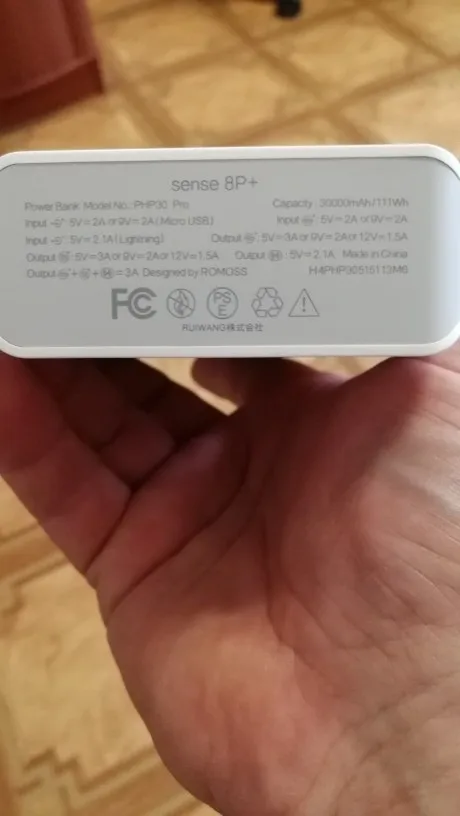 sense 8P+
Power Bank Model No.: PHP30 Pro Capacity: 30000mAh/111Wh
Input: 5V⎓2A or 9V⎓2A (Micro USB) Input: 5V⎓2A or 9V⎓2A
Input: 5V⎓2.1A (Lightning) Output: 5V⎓3A or 9V⎓2A or 12V⎓1.5A
Output: 5V⎓3A or 9V⎓2A or 12V⎓1.5A Output: 5V⎓2.1A Made in China
Output + + =3A Designed by ROMOSS H4PHP30515113M6
FC PS E
RUIWANG株式会社